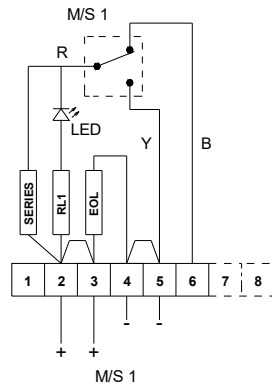 M/S 1
R
LED
Y
B
SERIES
RL1
EOL
1 2 3 4 5 6 7 8
+ + - -
M/S 1